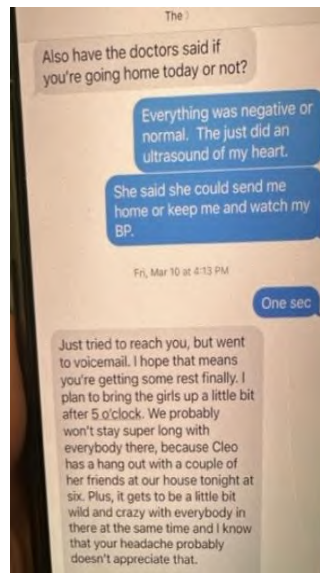 The
Also have the doctors said if
you're going home today or not?
Everything was negative or
normal. The just did an
ultrasound of my heart.
She said she could send me
home or keep me and watch my
BP.
Fri, Mar 10 at 4:13 PM
One sec
Just tried to reach you, but went
to voicemail. I hope that means
you're getting some rest finally. I
plan to bring the girls up a little bit
after 5 o'clock. We probably
won't stay super long with
everybody there, because Cleo
has a hang out with a couple of
her friends at our house tonight at
six. Plus, it gets to be a little bit
wild and crazy with everybody in
there at the same time and I know
that your headache probably
doesn't appreciate that.